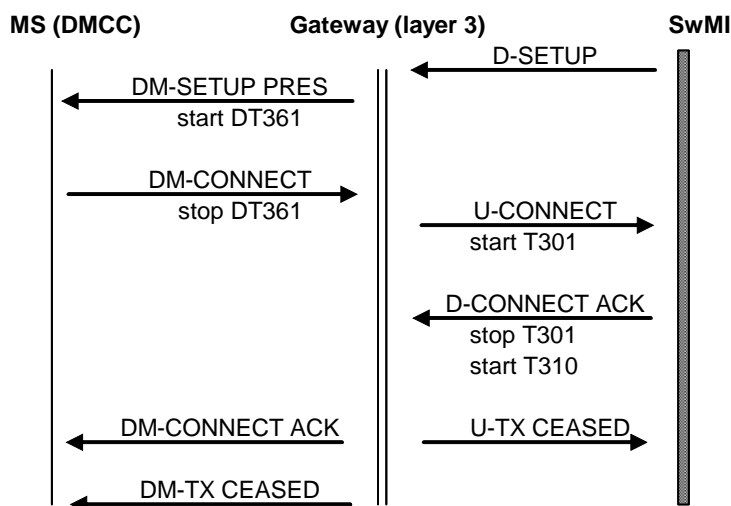 MS (DMCC) Gateway (layer 3) SwMI
D-SETUP
DM-SETUP PRES
start DT361
DM-CONNECT
stop DT361
U-CONNECT
start T301
D-CONNECT ACK
stop T301
start T310
DM-CONNECT ACK U-TX CEASED
DM-TX CEASED